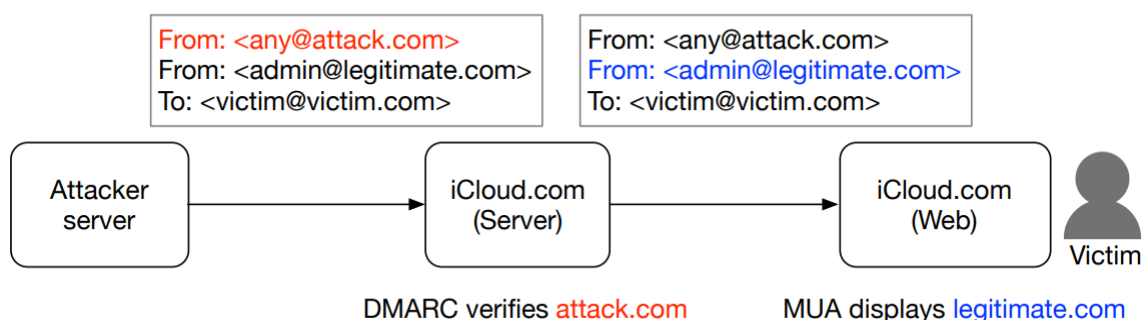 From: <any@attack.com>
From: <admin@legitimate.com>
To: <victim@victim.com>
From: <any@attack.com>
From: <admin@legitimate.com>
To: <victim@victim.com>
Attacker
server
iCloud.com
(Server)
iCloud.com
(Web)
Victim
DMARC verifies attack.com
MUA displays legitimate.com